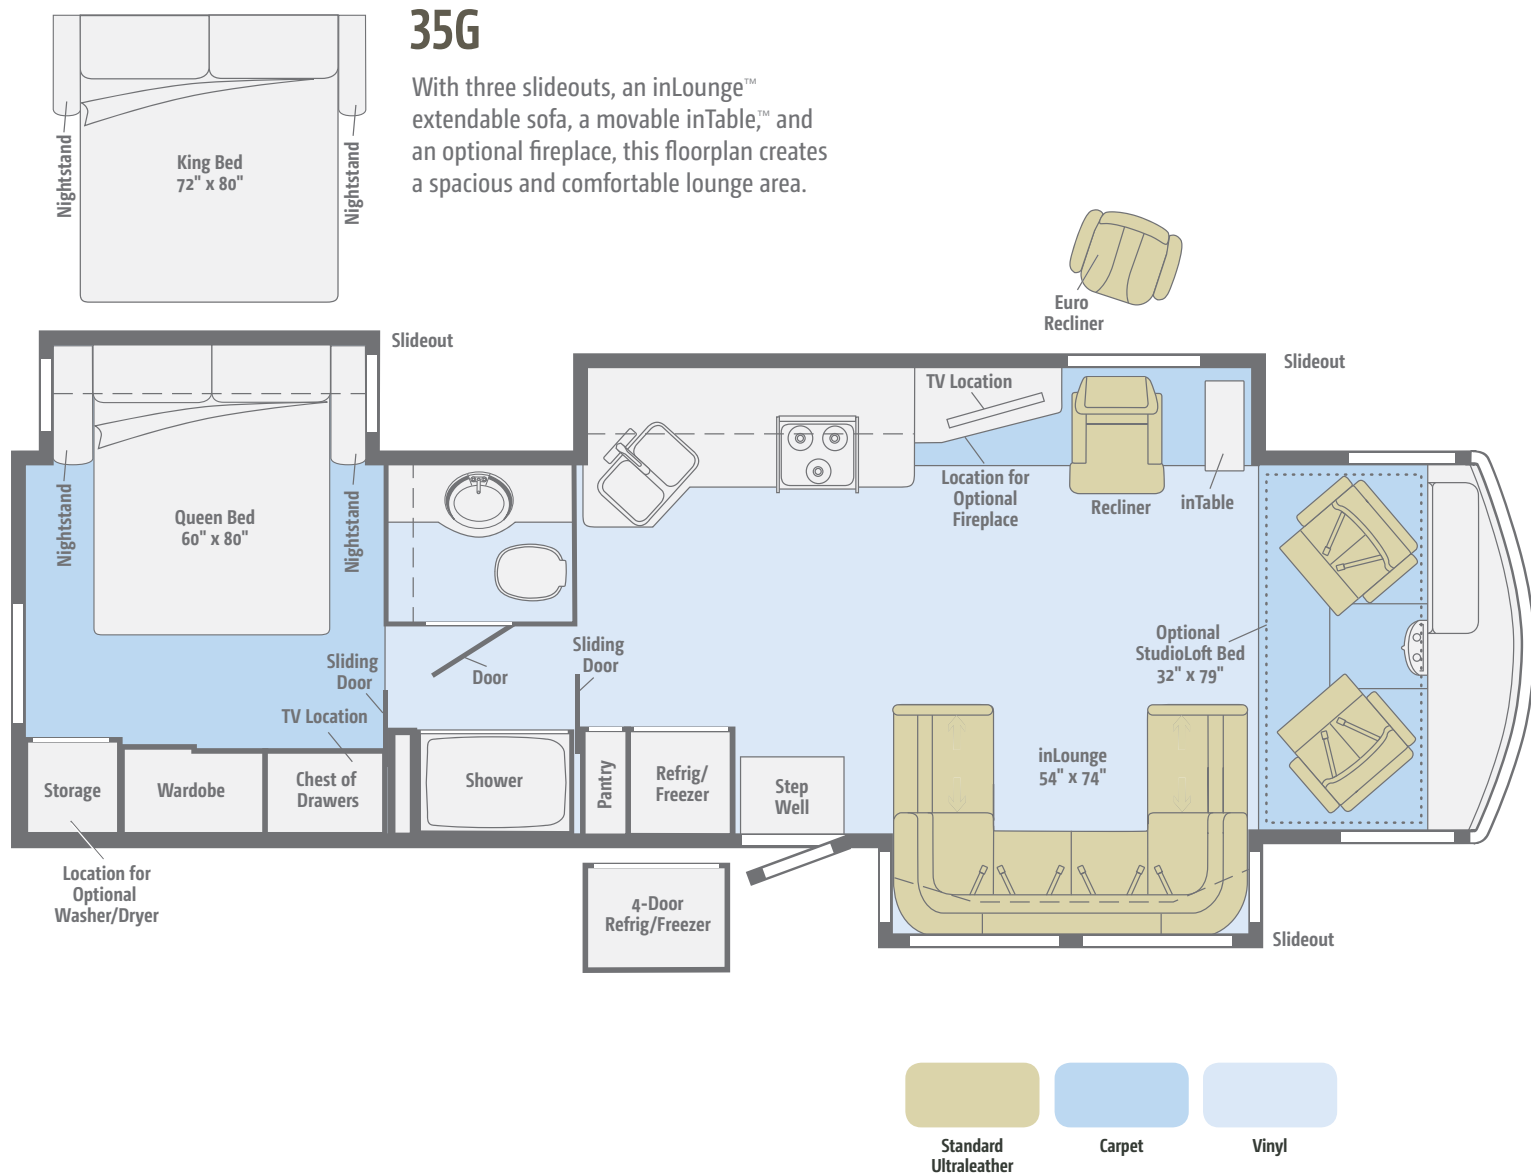 35G
With three slideouts, an inLounge™
extendable sofa, a movable inTable,™ and
an optional fireplace, this floorplan creates
a spacious and comfortable lounge area.
Nightstand
King Bed
72" x 80"
Nightstand
Euro
Recliner
Slideout
Slideout
TV Location
Nightstand
Queen Bed
60" x 80"
Nightstand
Location for
Optional
Fireplace
Recliner
inTable
Optional
StudioLoft Bed
32" x 79"
Sliding
Door
Door
Sliding
Door
TV Location
Storage
Wardobe
Chest of
Drawers
Shower
Pantry
Refrig/
Freezer
Step
Well
inLounge
54" x 74"
Location for
Optional
Washer/Dryer
4-Door
Refrig/Freezer
Slideout
Standard
Ultraleather
Carpet
Vinyl